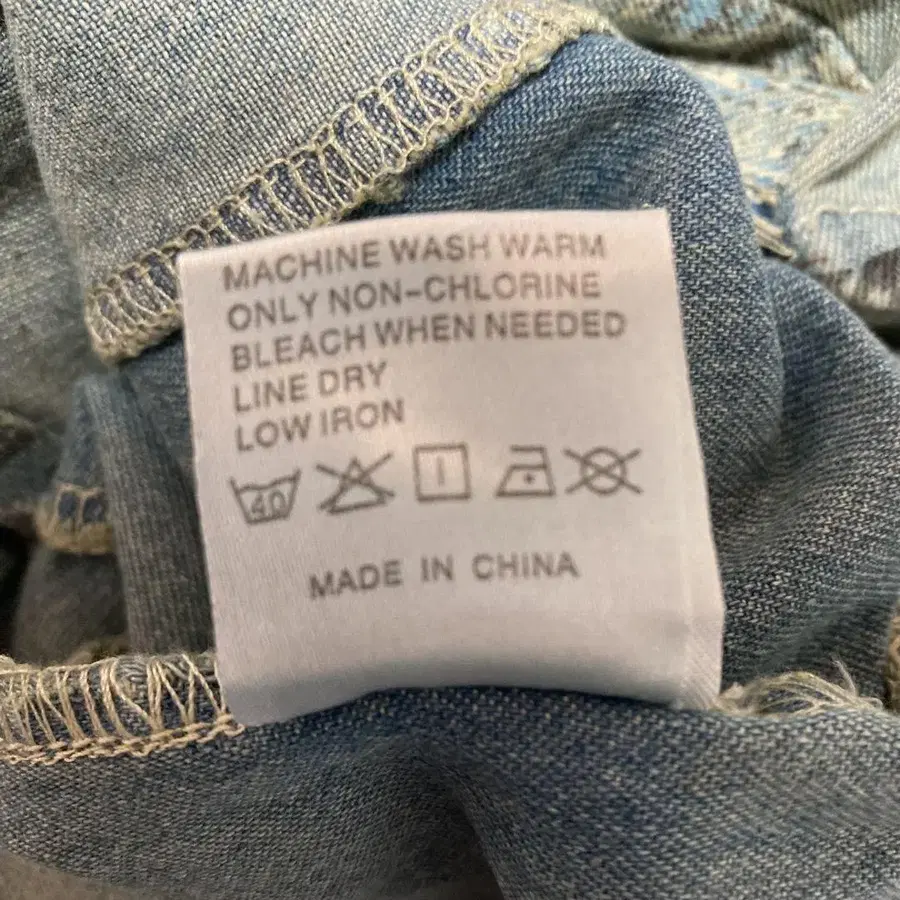 MACHINE WASH WARM
ONLY NON-CHLORINE
BLEACH WHEN NEEDED
LINE DRY
LOW IRON
40
MADE IN CHINA